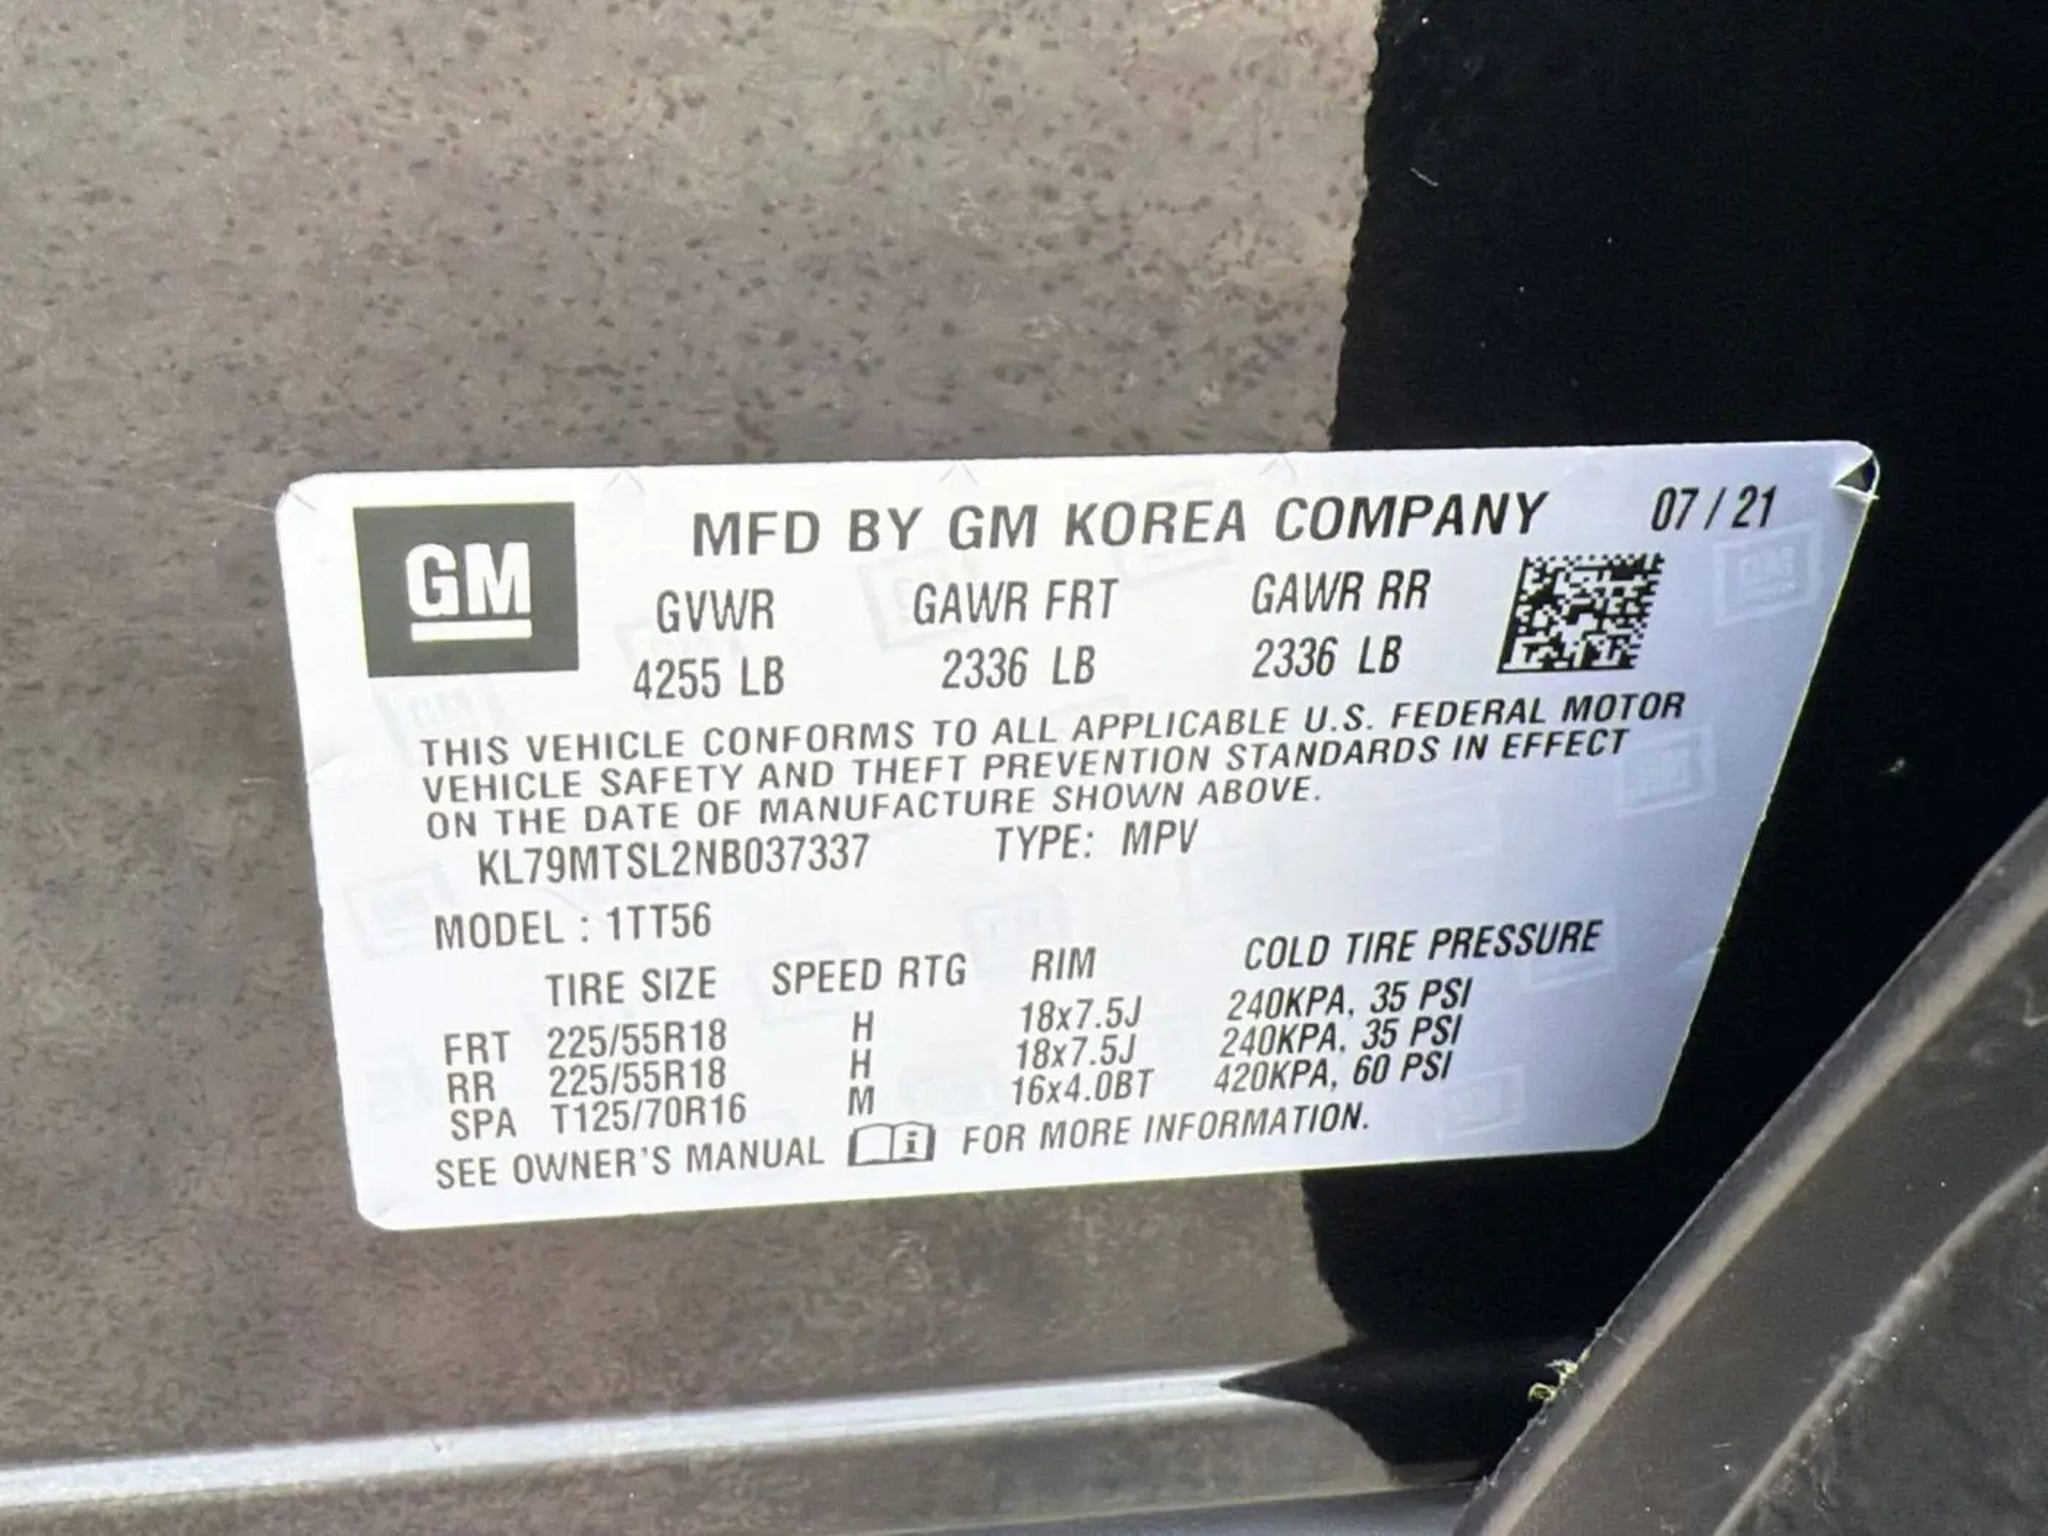 GM
MFD BY GM KOREA COMPANY 07 / 21
GVWR GAWR FRT GAWR RR
4255 LB 2336 LB 2336 LB
THIS VEHICLE CONFORMS TO ALL APPLICABLE U.S. FEDERAL MOTOR
VEHICLE SAFETY AND THEFT PREVENTION STANDARDS IN EFFECT
ON THE DATE OF MANUFACTURE SHOWN ABOVE.
KL79MTSL2NB037337 TYPE: MPV
MODEL : 1TT56
TIRE SIZE SPEED RTG RIM COLD TIRE PRESSURE
FRT 225/55R18 H 18x7.5J 240KPA, 35 PSI
RR 225/55R18 H 18x7.5J 240KPA, 35 PSI
SPA T125/70R16 M 16x4.0BT 420KPA, 60 PSI
SEE OWNER'S MANUAL i FOR MORE INFORMATION.